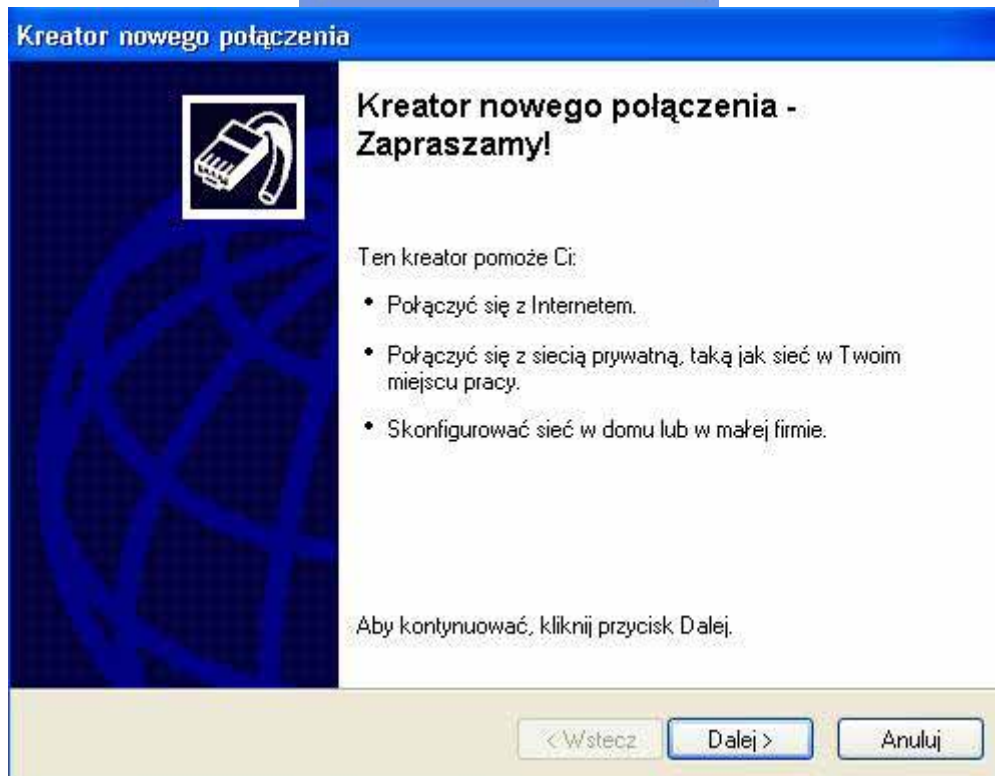 Kreator nowego połączenia
Kreator nowego połączenia -
Zapraszamy!
Ten kreator pomoże Ci:
• Połączyć się z Internetem.
• Połączyć się z siecią prywatną, taką jak sieć w Twoim
miejscu pracy.
• Skonfigurować sieć w domu lub w małej firmie.
Aby kontynuować, kliknij przycisk Dalej.
< Wstecz Dalej > Anuluj